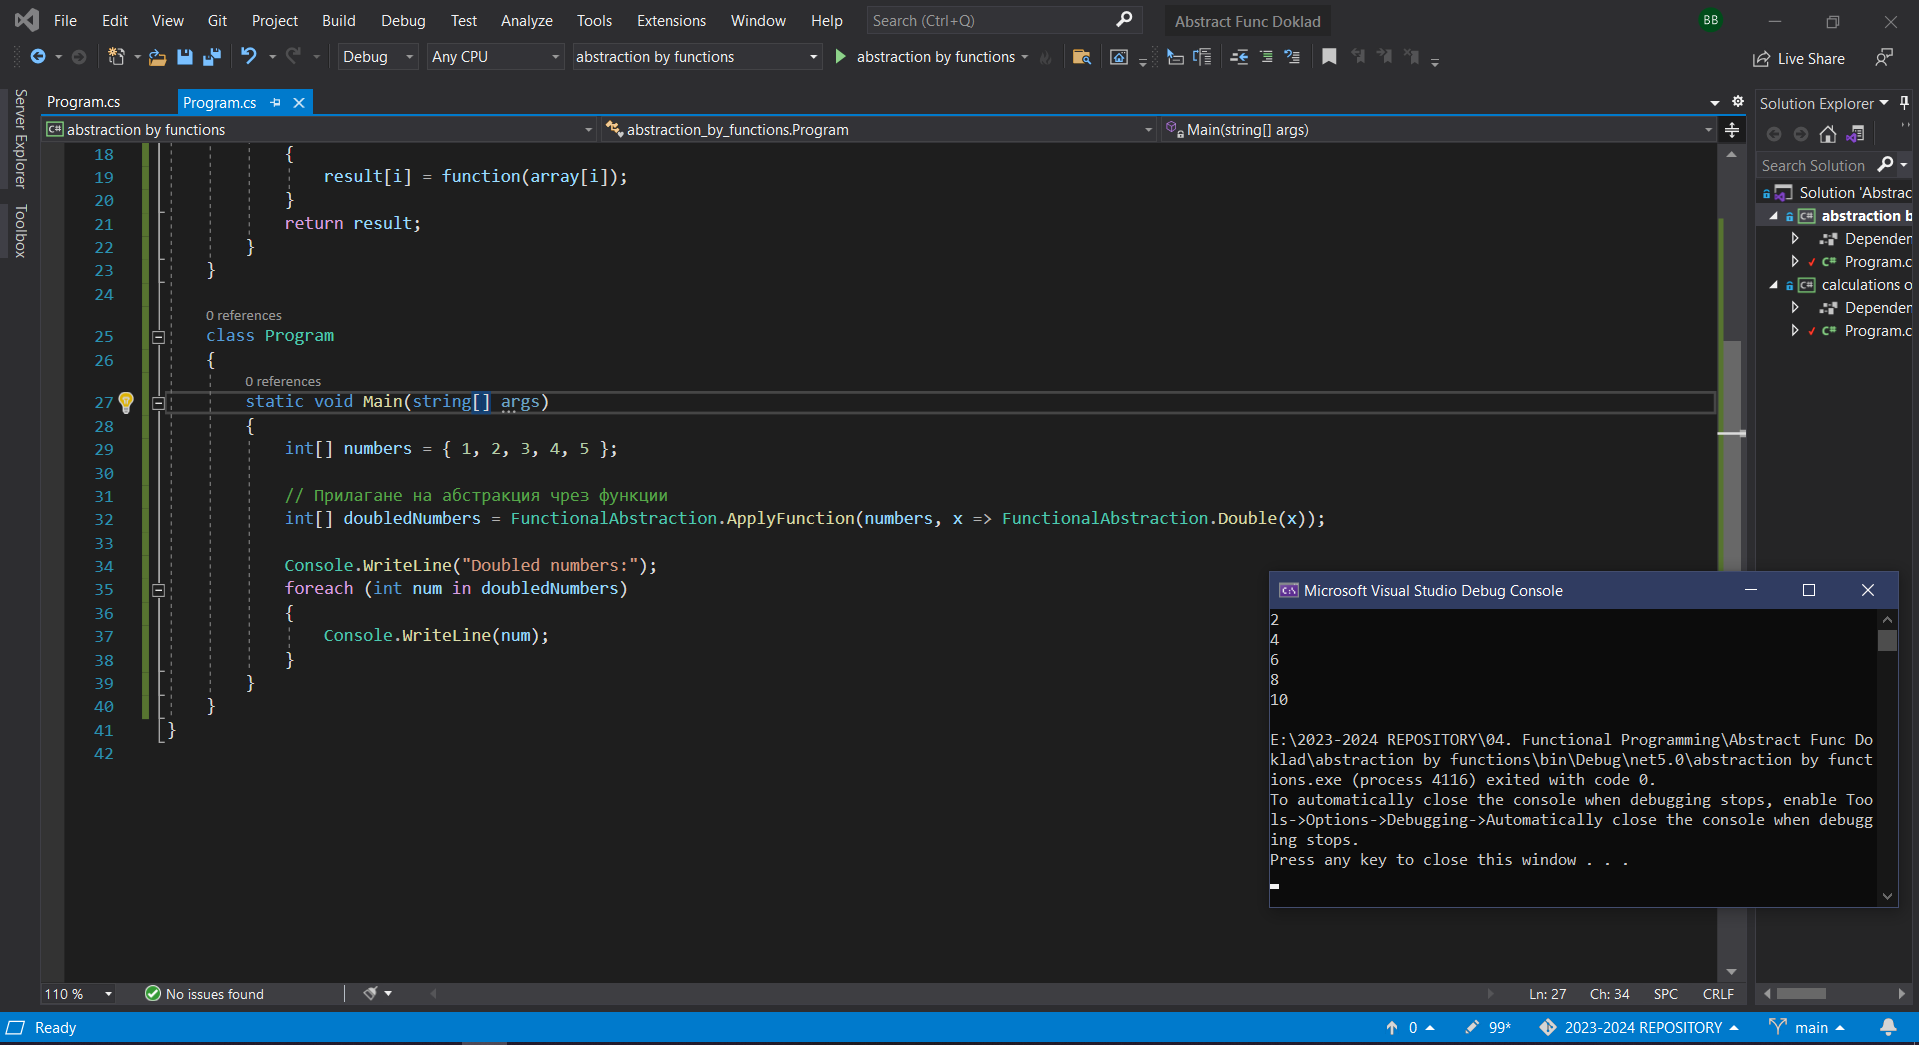 File Edit View Git Project Build Debug Test Analyze Tools Extensions Window Help Search (Ctrl+Q) Abstract Func Doklad BB
Debug Any CPU abstraction by functions abstraction by functions Live Share
Server Explorer
Toolbox
Program.cs Program.cs
C# abstraction by functions abstraction_by_functions.Program Main(string[] args)
18 {
19 result[i] = function(array[i]);
20 }
21 return result;
22 }
23 }
24
0 references
25 class Program
26 {
0 references
27 static void Main(string[] args)
28 {
29 int[] numbers = { 1, 2, 3, 4, 5 };
30
31 // Прилагане на абстракция чрез функции
32 int[] doubledNumbers = FunctionalAbstraction.ApplyFunction(numbers, x => FunctionalAbstraction.Double(x));
33
34 Console.WriteLine("Doubled numbers:");
35 foreach (int num in doubledNumbers)
36 {
37 Console.WriteLine(num);
38 }
39 }
40 }
41 }
42
Solution Explorer
Search Solution
Solution 'Abstrac
C# abstraction b
Depender
C# Program.c
C# calculations o
Depender
C# Program.c
Microsoft Visual Studio Debug Console
2
4
6
8
10
E:\2023-2024 REPOSITORY\04. Functional Programming\Abstract Func Do
klad\abstraction by functions\bin\Debug\net5.0\abstraction by funct
ions.exe (process 4116) exited with code 0.
To automatically close the console when debugging stops, enable Too
ls->Options->Debugging->Automatically close the console when debugg
ing stops.
Press any key to close this window . . .
110 % No issues found Ln: 27 Ch: 34 SPC CRLF
Ready 0 99* 2023-2024 REPOSITORY main